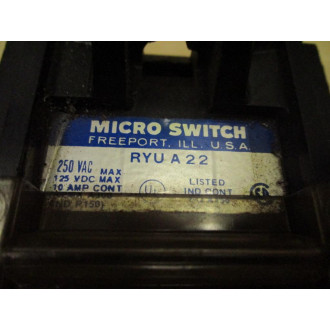 MICRO SWITCH
FREEPORT, ILL. U.S.A.
RYU A 22
250 VAC MAX
125 VDC MAX
10 AMP CONT
LISTED
IND CONT